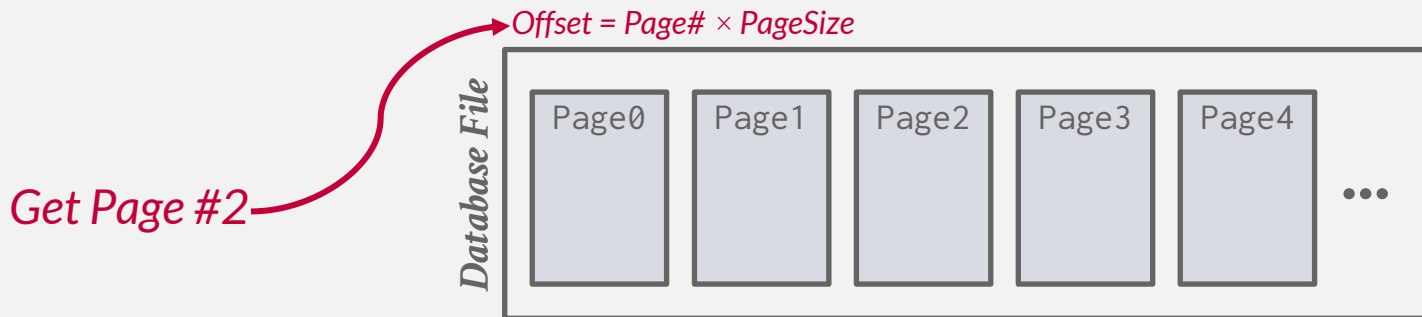 Offset = Page# × PageSize
Get Page #2
Database File
Page0
Page1
Page2
Page3
Page4
•••